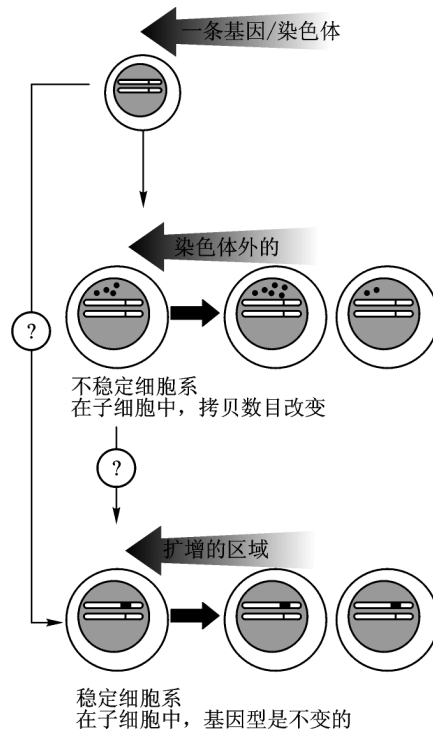 一条基因/染色体
染色体外的
?
不稳定细胞系
在子细胞中，拷贝数目改变
?
扩增的区域
稳定细胞系
在子细胞中，基因型是不变的